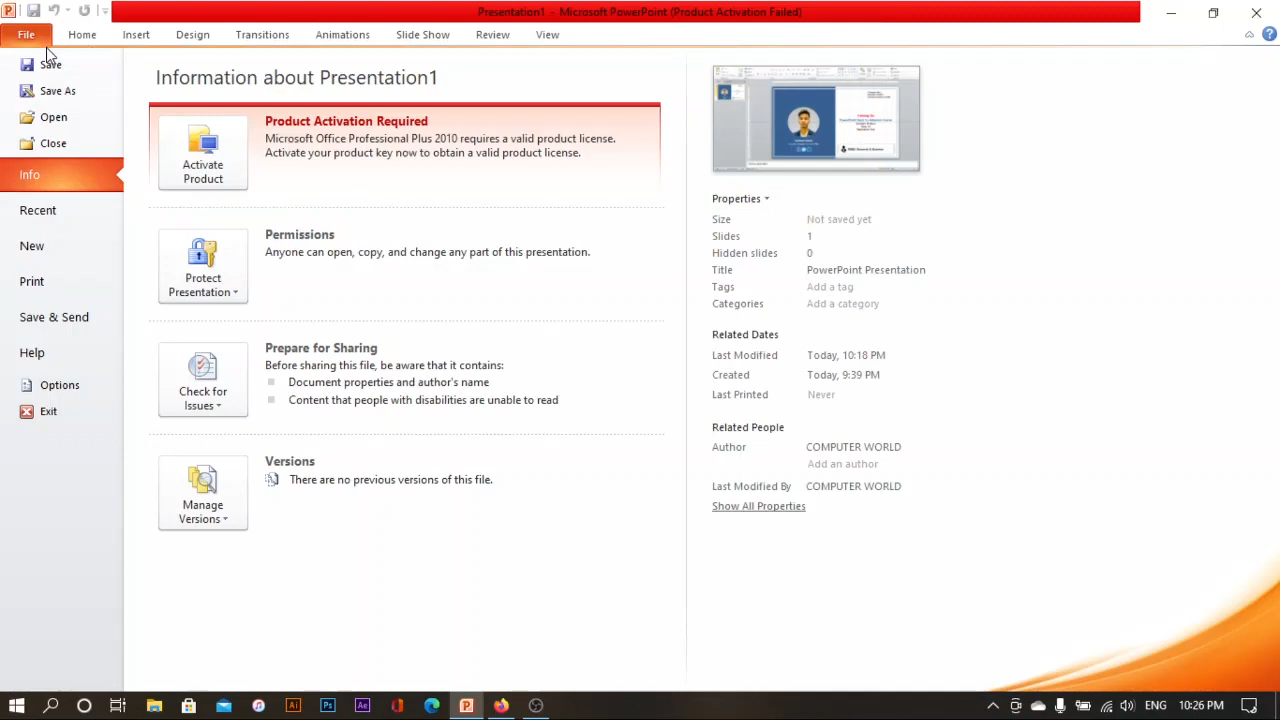 Presentation1 - Microsoft PowerPoint (Product Activation Failed)
File Home Insert Design Transitions Animations Slide Show Review View
Save
Save As
Open
Close
Info
Recent
New
Print
Save & Send
Help
Options
Exit
Information about Presentation1
Activate
Product
Product Activation Required
Microsoft Office Professional Plus 2010 requires a valid product license.
Activate your product key now to obtain a valid product license.
Protect
Presentation
Permissions
Anyone can open, copy, and change any part of this presentation.
Check for
Issues
Prepare for Sharing
Before sharing this file, be aware that it contains:
Document properties and author's name
Content that people with disabilities are unable to read
Manage
Versions
Versions
There are no previous versions of this file.
Properties
Size Not saved yet
Slides 1
Hidden slides 0
Title PowerPoint Presentation
Tags Add a tag
Categories Add a category
Related Dates
Last Modified Today, 10:18 PM
Created Today, 9:39 PM
Last Printed Never
Related People
Author COMPUTER WORLD
Add an author
Last Modified By COMPUTER WORLD
Show All Properties
Ai Ps Ae P ENG 10:26 PM